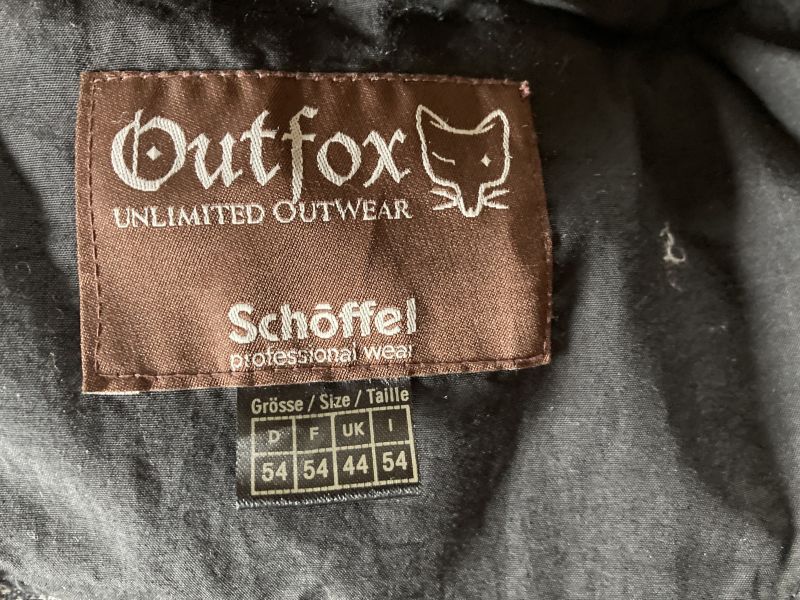 Outfox
UNLIMITED OUTWEAR
Schöffel
professional wear
Grösse / Size / Taille
D F UK I
54 54 44 54